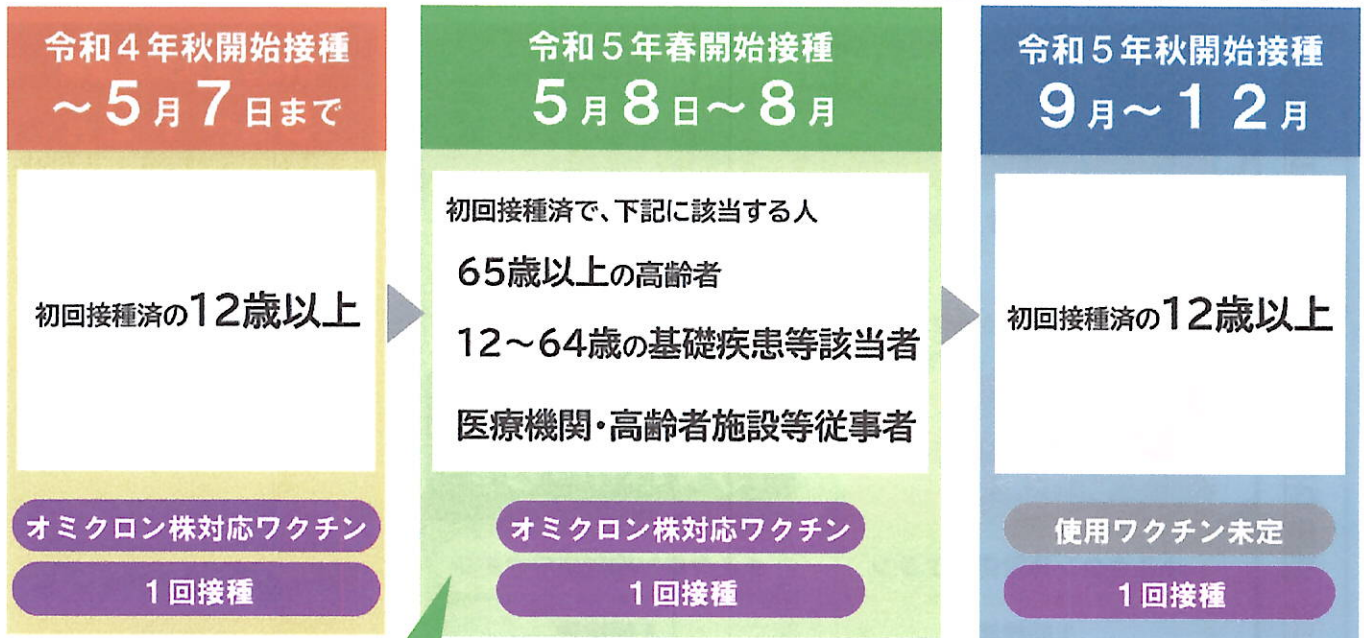 令和4年秋開始接種
～5月7日まで
初回接種済の12歳以上
オミクロン株対応ワクチン
1回接種
令和5年春開始接種
5月8日～8月
初回接種済で、下記に該当する人
65歳以上の高齢者
12～64歳の基礎疾患等該当者
医療機関・高齢者施設等従事者
オミクロン株対応ワクチン
1回接種
令和5年秋開始接種
9月～12月
初回接種済の12歳以上
使用ワクチン未定
1回接種